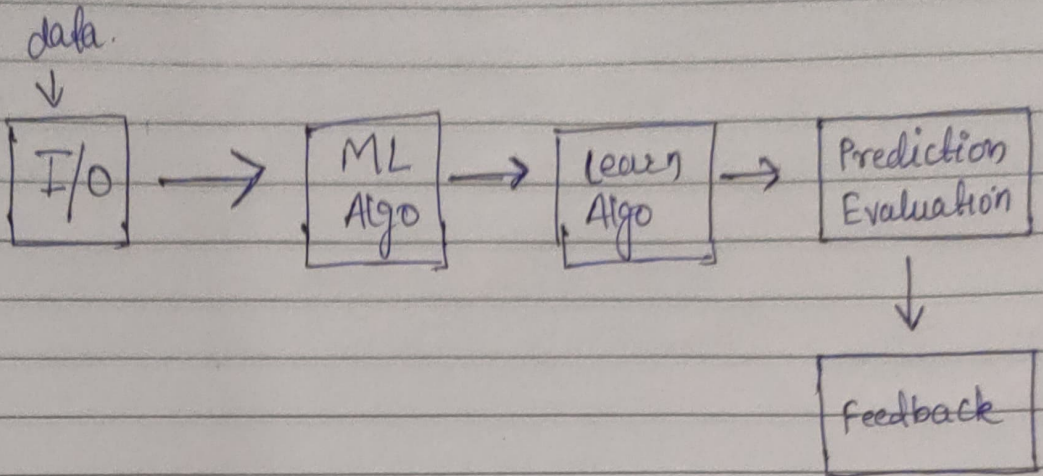 data.
I/O
ML
Algo
Learn
Algo
Prediction
Evaluation
Feedback